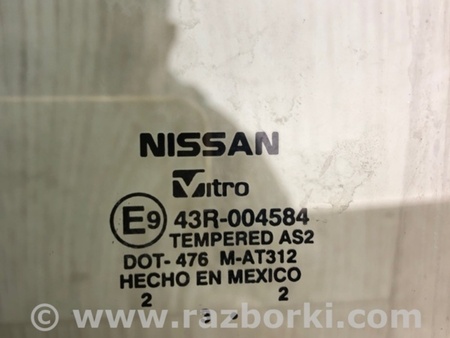 NISSAN
Vitro
E9 43R-004584
TEMPERED AS2
DOT-476 M-AT312
HECHO EN MEXICO
2 2
© www.razborki.com